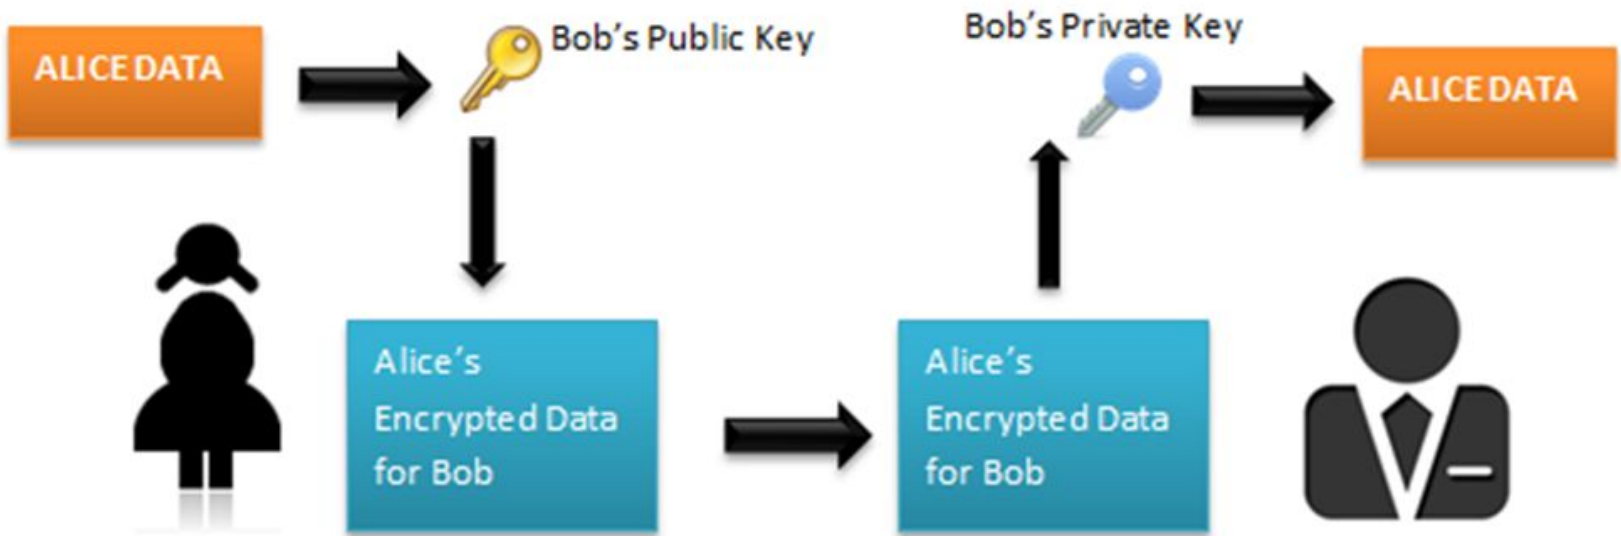 ALICE DATA
Bob's Public Key
Bob's Private Key
ALICE DATA
Alice's
Encrypted Data
for Bob
Alice's
Encrypted Data
for Bob